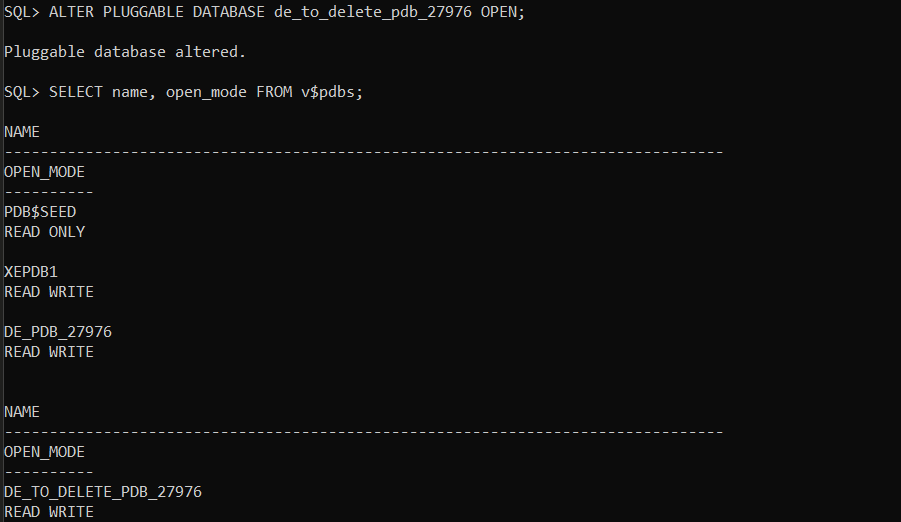 SQL> ALTER PLUGGABLE DATABASE de_to_delete_pdb_27976 OPEN;
Pluggable database altered.
SQL> SELECT name, open_mode FROM v$pdbs;
NAME
--------------------------------------------------------------------------------
OPEN_MODE
----------
PDB$SEED
READ ONLY
XEPDB1
READ WRITE
DE_PDB_27976
READ WRITE
NAME
--------------------------------------------------------------------------------
OPEN_MODE
----------
DE_TO_DELETE_PDB_27976
READ WRITE